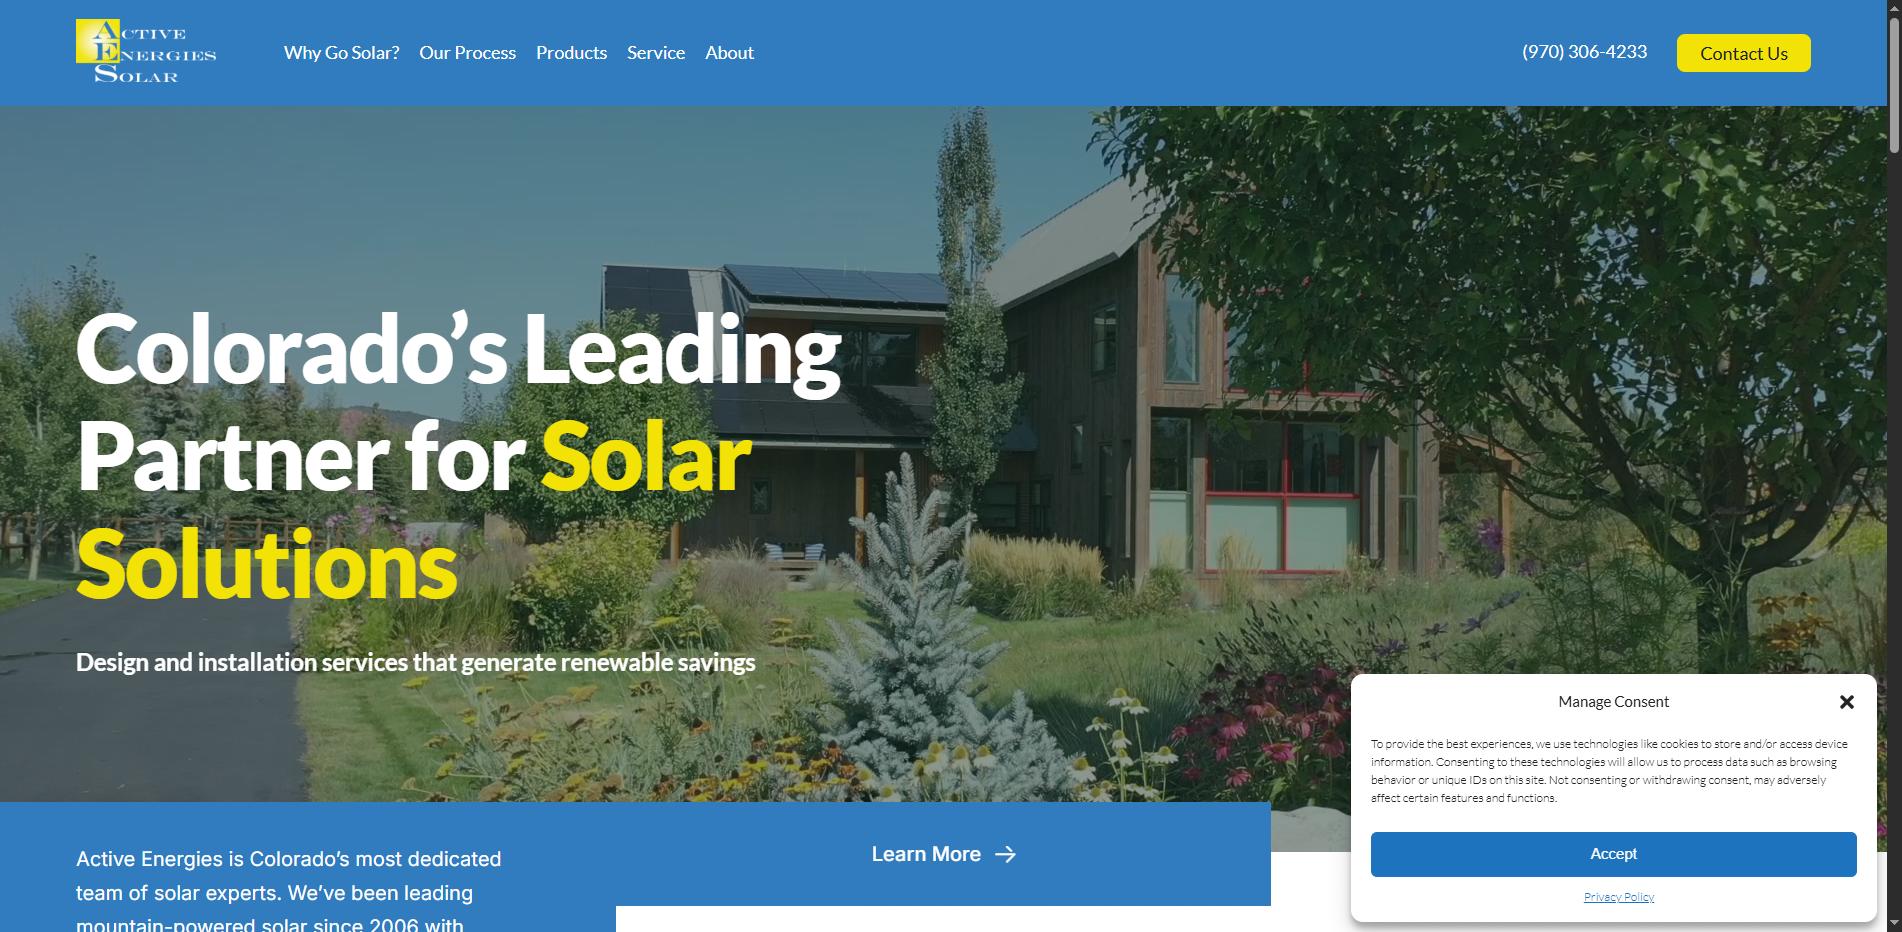 Active
Energies
Solar
Why Go Solar?
Our Process
Products
Service
About
(970) 306-4233
Contact Us
Colorado’s Leading
Partner for Solar
Solutions
Design and installation services that generate renewable savings
Active Energies is Colorado’s most dedicated
team of solar experts. We’ve been leading
mountain-powered solar since 2006 with
Learn More
Manage Consent
To provide the best experiences, we use technologies like cookies to store and/or access device
information. Consenting to these technologies will allow us to process data such as browsing
behavior or unique IDs on this site. Not consenting or withdrawing consent, may adversely
affect certain features and functions.
Accept
Privacy Policy